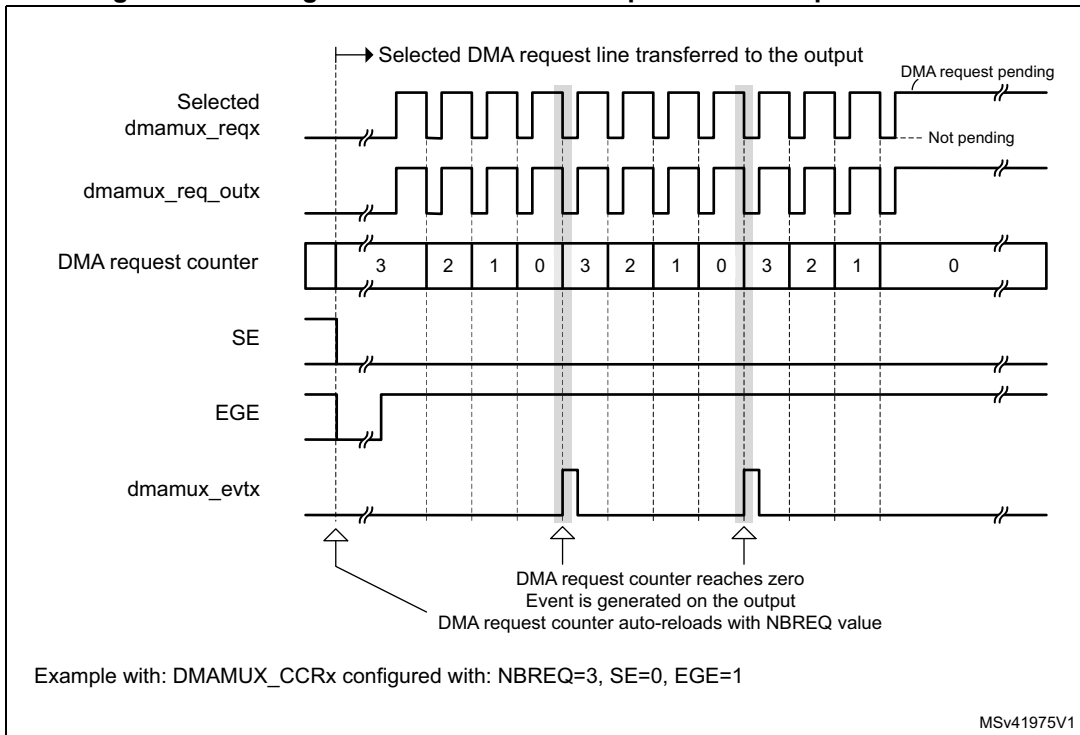 Selected DMA request line transferred to the output
DMA request pending
Selected
dmamux_reqx
Not pending
dmamux_req_outx
DMA request counter
3 2 1 0 3 2 1 0 3 2 1 0
SE
EGE
dmamux_evtx
DMA request counter reaches zero
Event is generated on the output
DMA request counter auto-reloads with NBREQ value
Example with: DMAMUX_CCRx configured with: NBREQ=3, SE=0, EGE=1
MSv41975V1